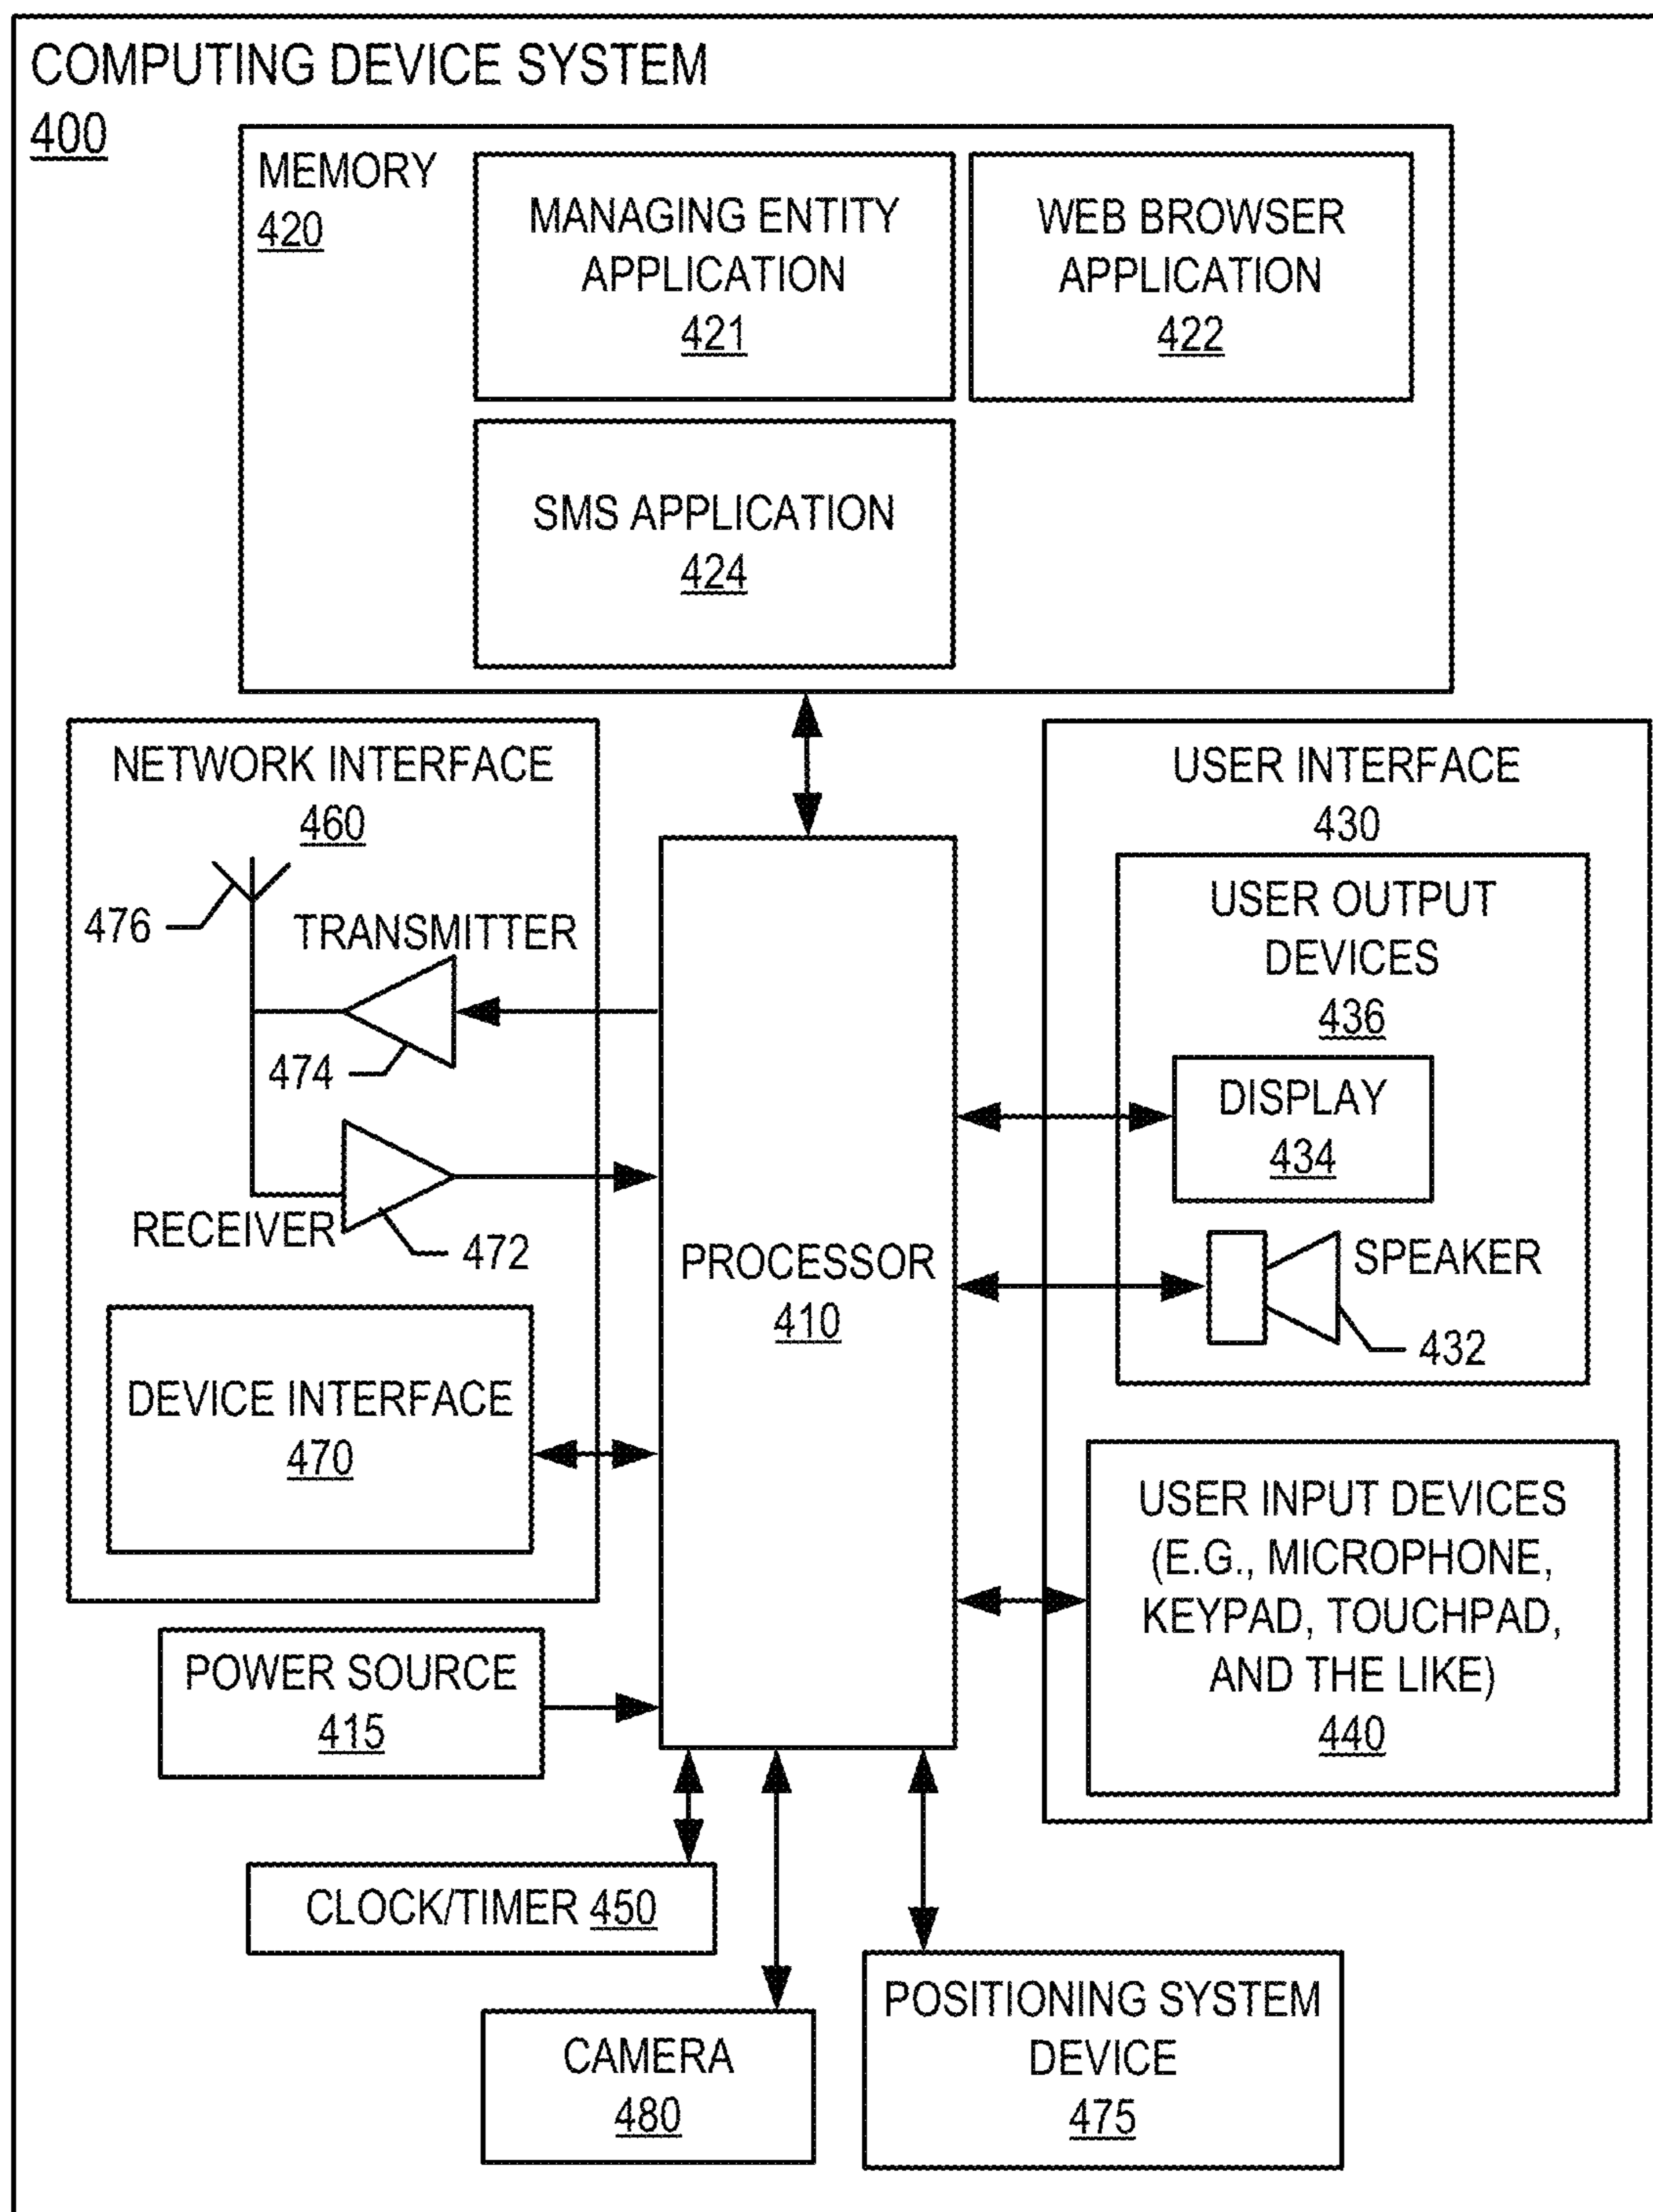 COMPUTING DEVICE SYSTEM
400
MEMORY
420
MANAGING ENTITY
APPLICATION
421
WEB BROWSER
APPLICATION
422
SMS APPLICATION
424
NETWORK INTERFACE
460
476
TRANSMITTER
474
RECEIVER
472
DEVICE INTERFACE
470
PROCESSOR
410
USER INTERFACE
430
USER OUTPUT
DEVICES
436
DISPLAY
434
SPEAKER
432
USER INPUT DEVICES
(E.G., MICROPHONE,
KEYPAD, TOUCHPAD,
AND THE LIKE)
440
POWER SOURCE
415
CLOCK/TIMER 450
CAMERA
480
POSITIONING SYSTEM
DEVICE
475